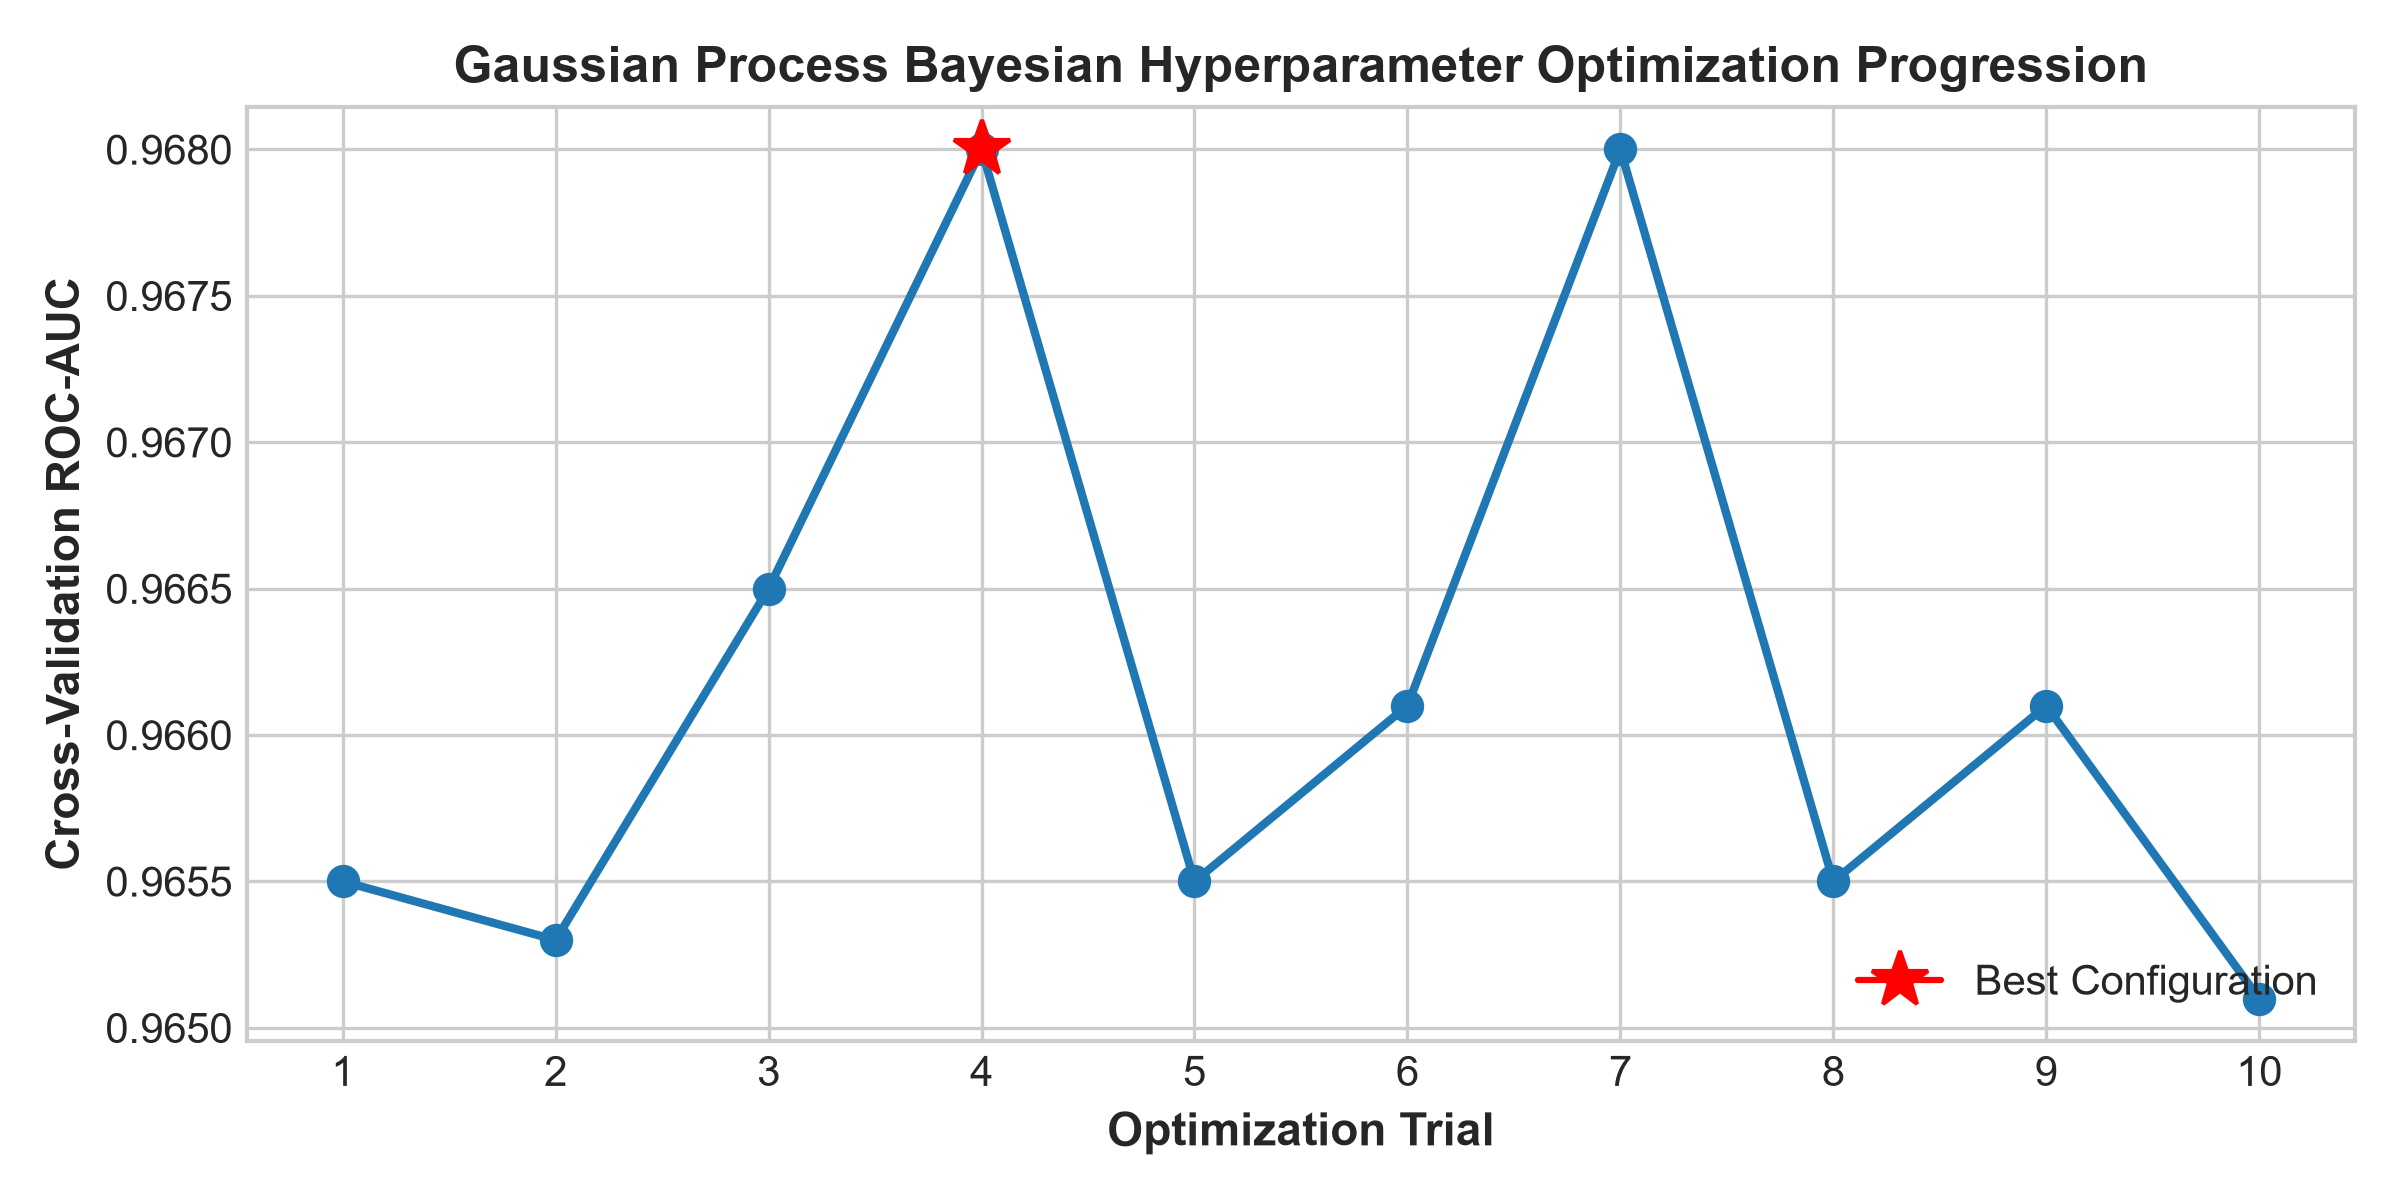 Gaussian Process Bayesian Hyperparameter Optimization Progression
Cross-Validation ROC-AUC
0.9680
0.9675
0.9670
0.9665
0.9660
0.9655
0.9650
Best Configuration
1 2 3 4 5 6 7 8 9 10
Optimization Trial